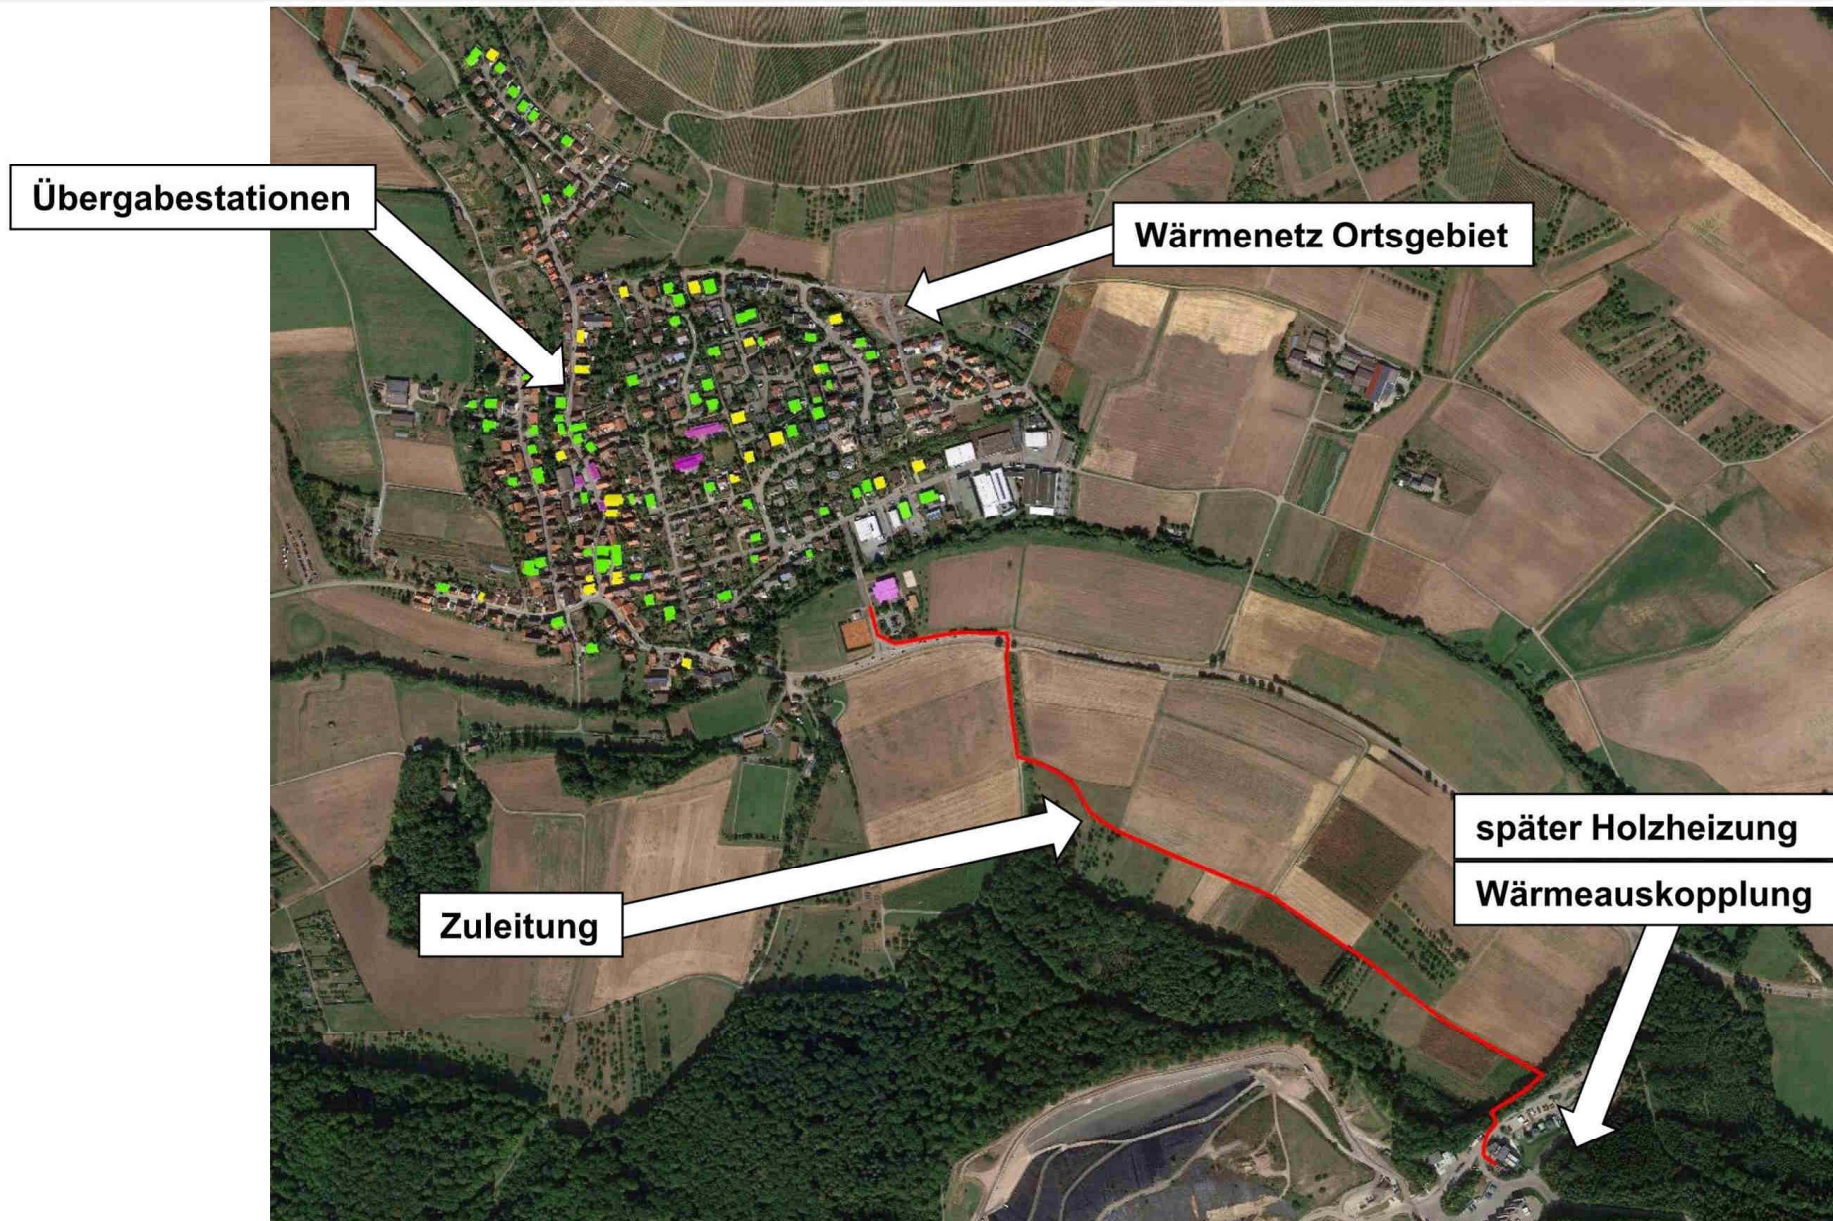 Übergabestationen
Wärmenetz Ortsgebiet
später Holzheizung
Wärmeauskopplung
Zuleitung